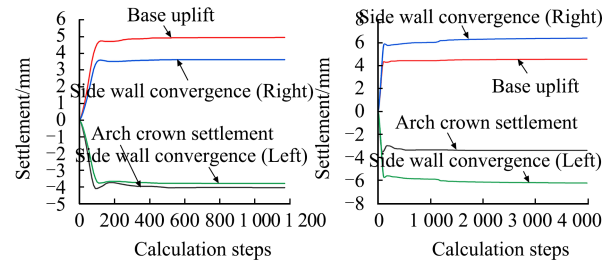 Base uplift
Side wall convergence (Right)
Arch crown settlement
Side wall convergence (Left)
Settlement/mm
6
5
4
3
2
1
0
−1
−2
−3
−4
−5
0 200 400 600 800 1 000 1 200
Calculation steps
Side wall convergence (Right)
Base uplift
Arch crown settlement
Side wall convergence (Left)
Settlement/mm
8
6
4
2
0
−2
−4
−6
−8
0 1 000 2 000 3 000 4 000
Calculation steps